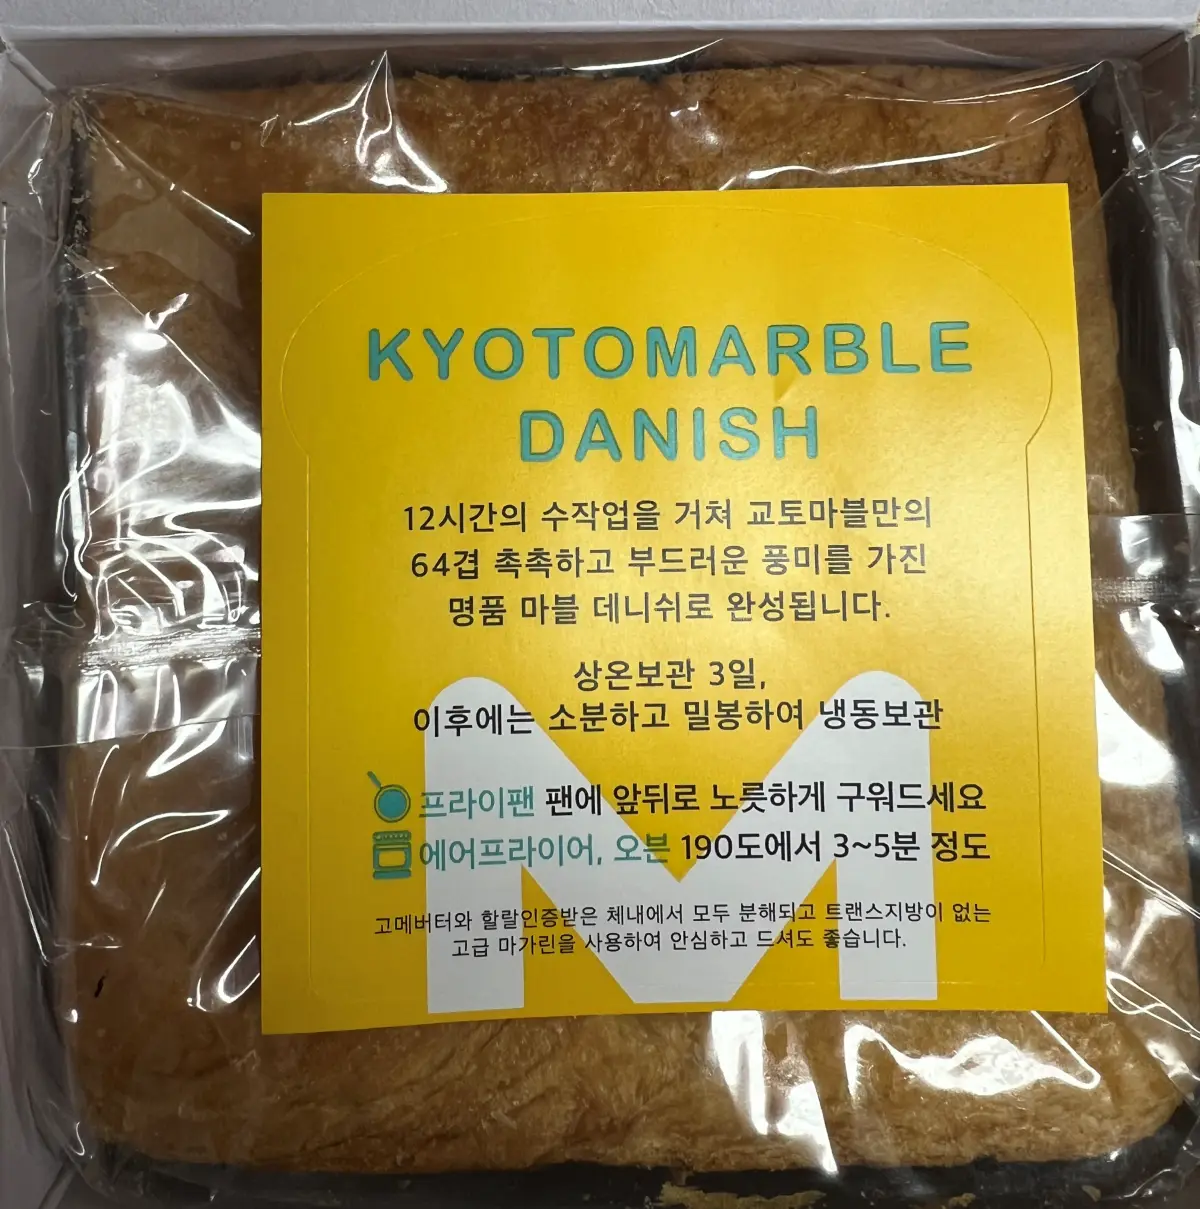 KYOTOMARBLE
DANISH
12시간의 수작업을 거쳐 교토마블만의
64겹 촉촉하고 부드러운 풍미를 가진
명품 마블 데니쉬로 완성됩니다.
상온보관 3일,
이후에는 소분하고 밀봉하여 냉동보관
프라이팬 팬에 앞뒤로 노릇하게 구워드세요
에어프라이어, 오븐 190도에서 3~5분 정도
고메버터와 할랄인증받은 체내에서 모두 분해되고 트랜스지방이 없는
고급 마가린을 사용하여 안심하고 드셔도 좋습니다.